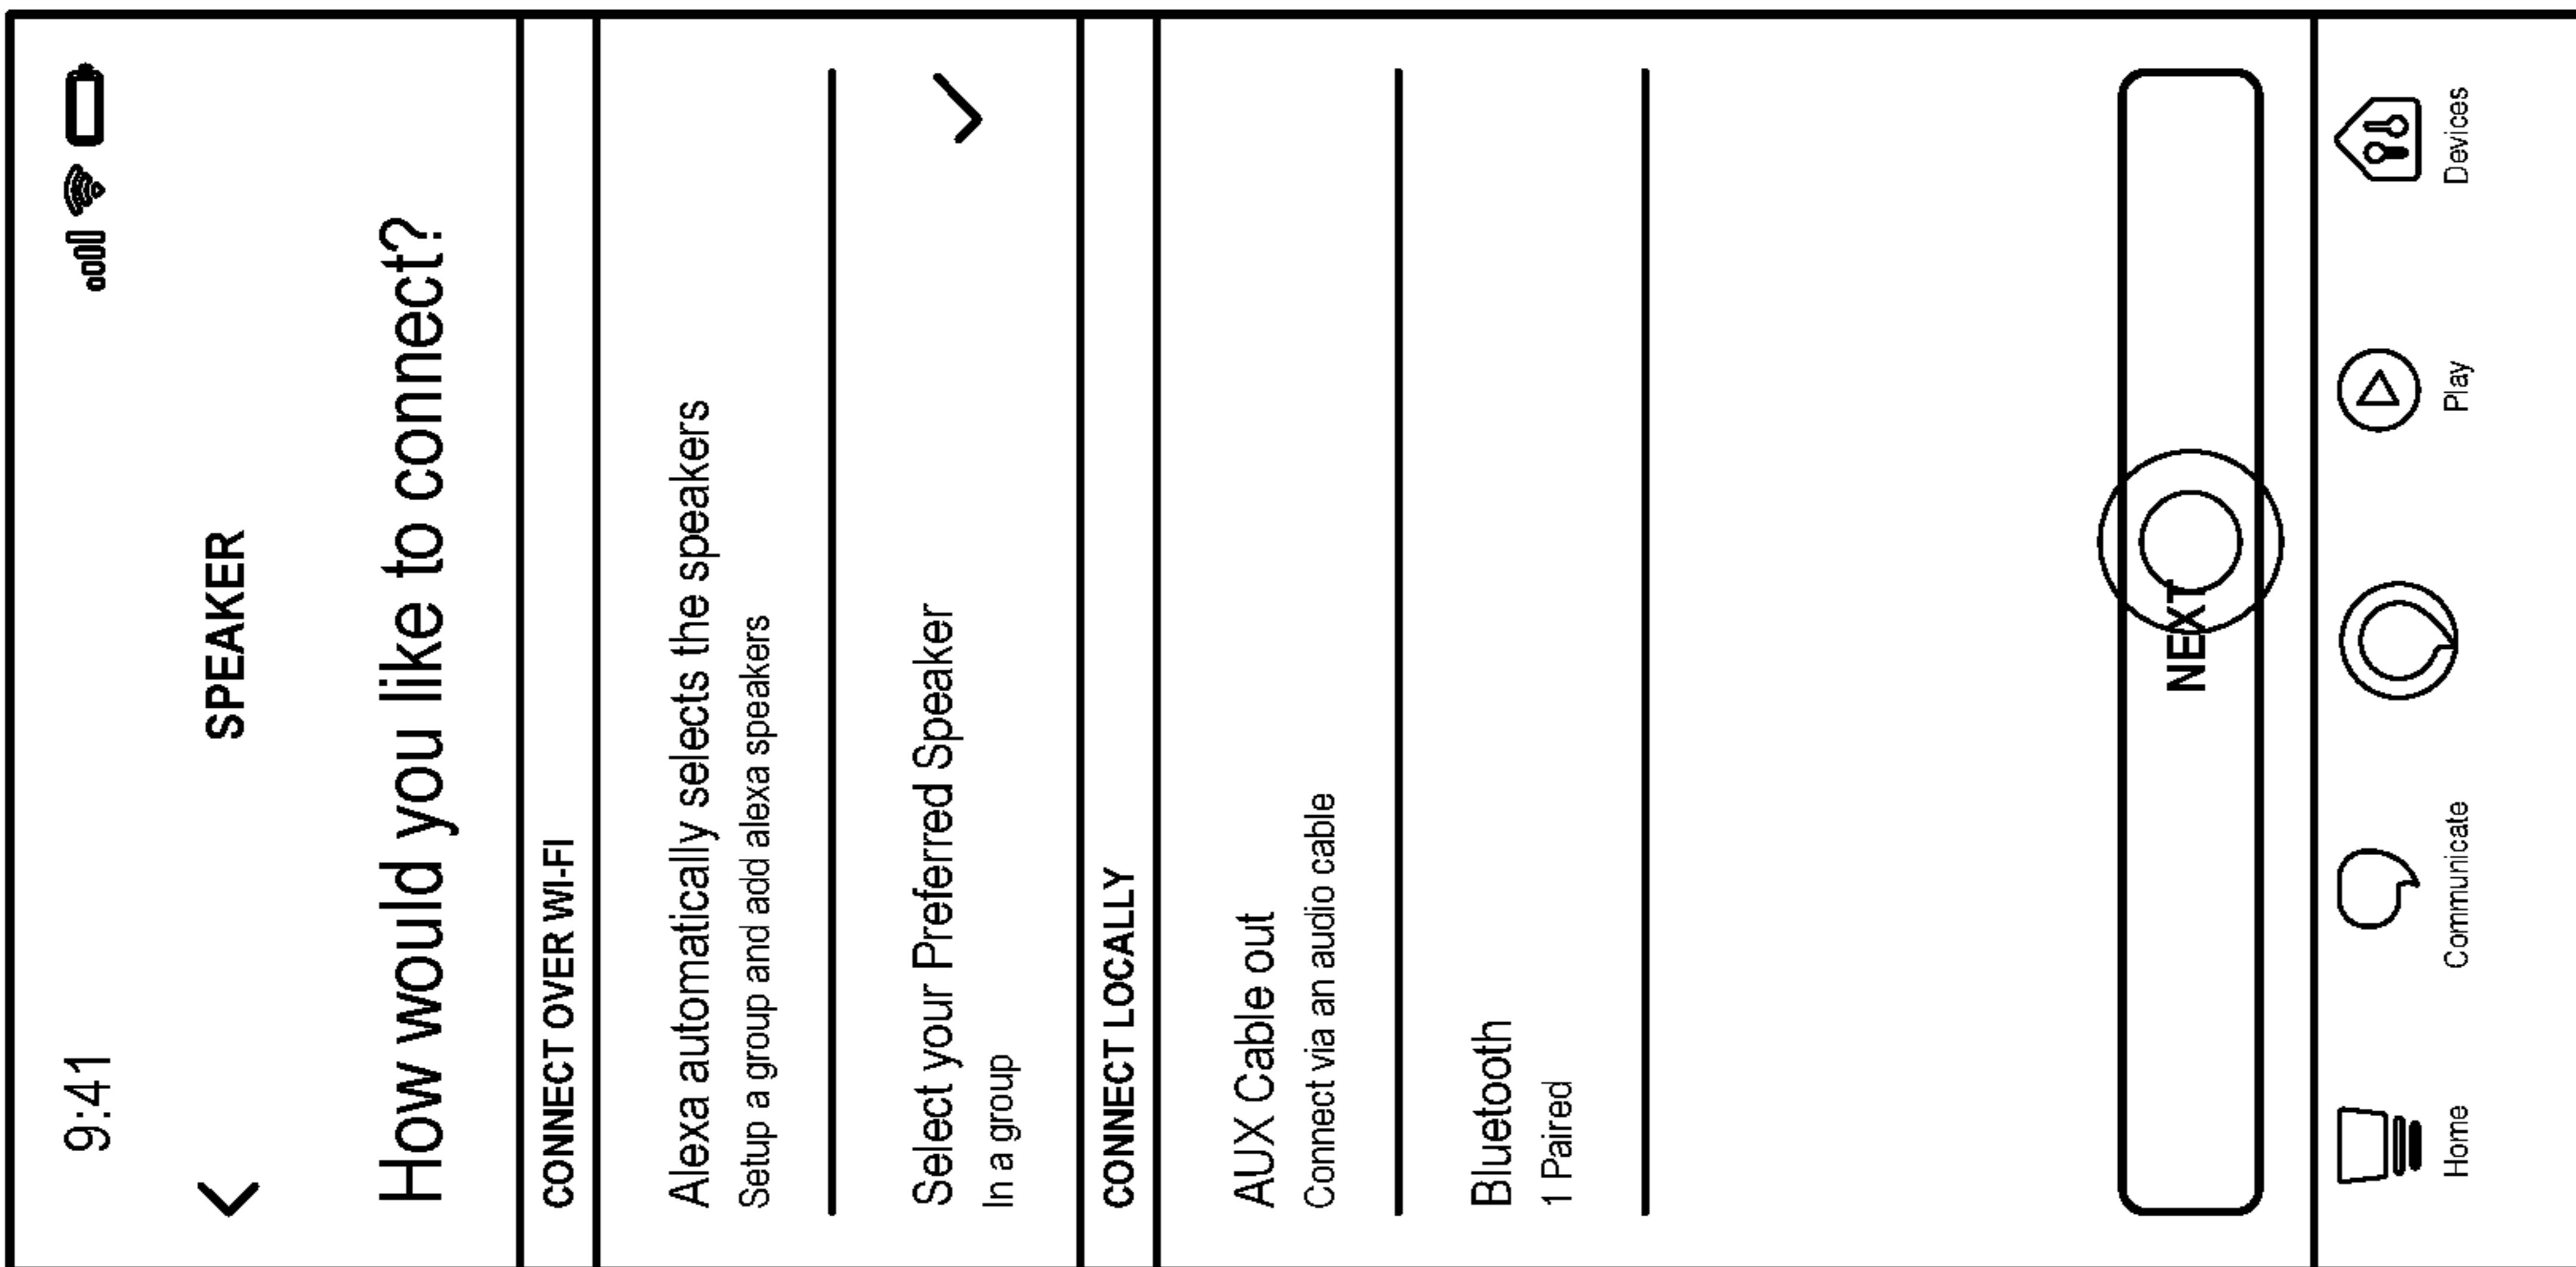 9:41
SPEAKER
How would you like to connect?
CONNECT OVER WI-FI
Alexa automatically selects the speakers
Setup a group and add alexa speakers
Select your Preferred Speaker
In a group
CONNECT LOCALLY
AUX Cable out
Connect via an audio cable
Bluetooth
1 Paired
NEXT
Home
Communicate
Play
Devices